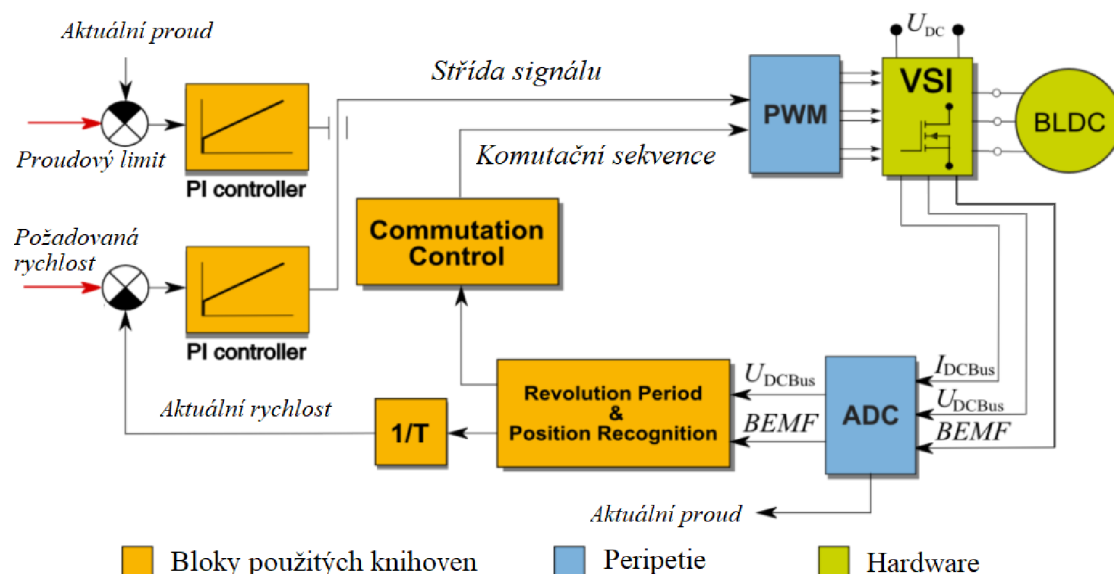 Aktuální proud
Proudový limit
PI controller
Střída signálu
Komutační sekvence
PWM
U_DC
VSI
BLDC
Požadovaná
rychlost
PI controller
Commutation
Control
Aktuální rychlost
1/T
Revolution Period
&
Position Recognition
U_DCBus
BEMF
ADC
I_DCBus
U_DCBus
BEMF
Aktuální proud
Bloky použitých knihoven
Peripetie
Hardware